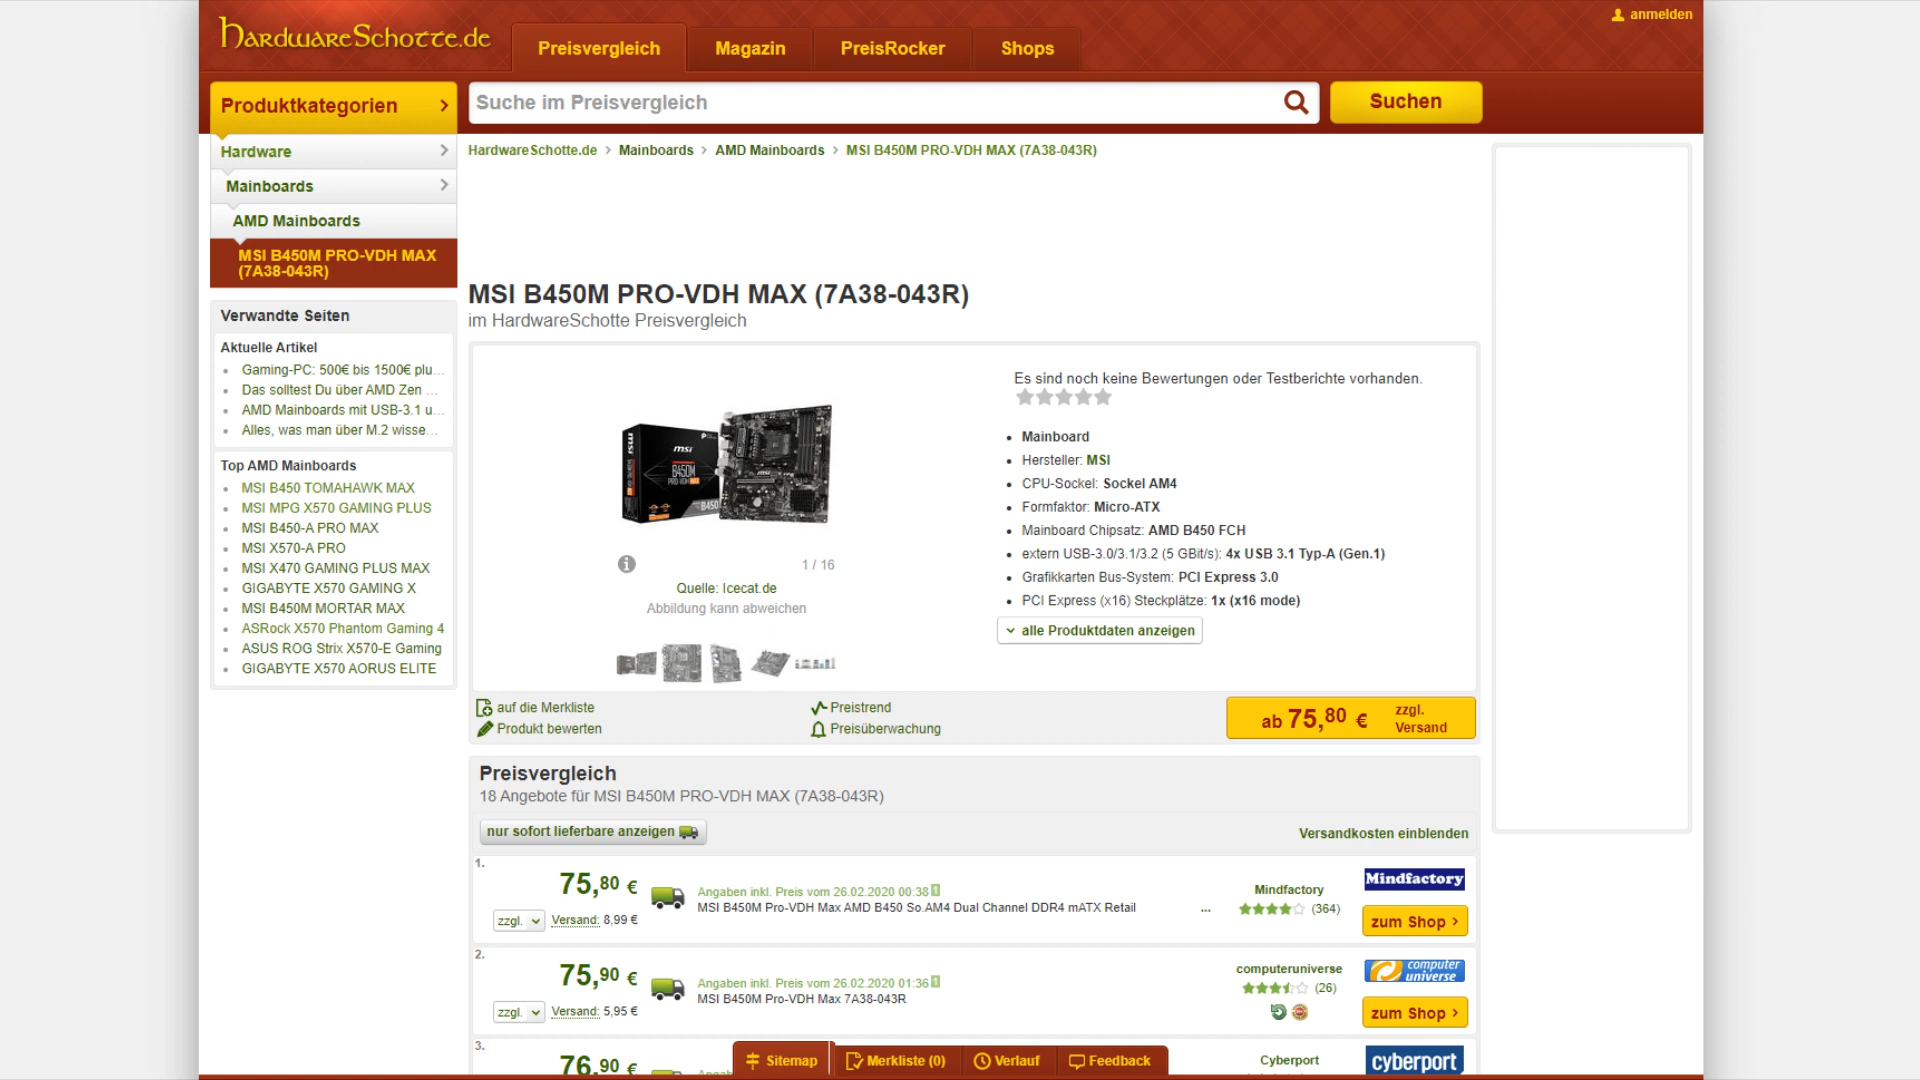 HardwareSchotte.de
Preisvergleich
Magazin
PreisRocker
Shops
anmelden
Produktkategorien
Suche im Preisvergleich
Suchen
Hardware
Mainboards
AMD Mainboards
MSI B450M PRO-VDH MAX
(7A38-043R)
HardwareSchotte.de > Mainboards > AMD Mainboards > MSI B450M PRO-VDH MAX (7A38-043R)
Verwandte Seiten
Aktuelle Artikel
Gaming-PC: 500€ bis 1500€ plu...
Das solltest Du über AMD Zen ...
AMD Mainboards mit USB-3.1 u...
Alles, was man über M.2 wisse...
Top AMD Mainboards
MSI B450 TOMAHAWK MAX
MSI MPG X570 GAMING PLUS
MSI B450-A PRO MAX
MSI X570-A PRO
MSI X470 GAMING PLUS MAX
GIGABYTE X570 GAMING X
MSI B450M MORTAR MAX
ASRock X570 Phantom Gaming 4
ASUS ROG Strix X570-E Gaming
GIGABYTE X570 AORUS ELITE
MSI B450M PRO-VDH MAX (7A38-043R)
im HardwareSchotte Preisvergleich
msi
B450M
PRO-VDH MAX
B450
1 / 16
Quelle: Icecat.de
Abbildung kann abweichen
Es sind noch keine Bewertungen oder Testberichte vorhanden.
Mainboard
Hersteller: MSI
CPU-Sockel: Sockel AM4
Formfaktor: Micro-ATX
Mainboard Chipsatz: AMD B450 FCH
extern USB-3.0/3.1/3.2 (5 GBit/s): 4x USB 3.1 Typ-A (Gen.1)
Grafikkarten Bus-System: PCI Express 3.0
PCI Express (x16) Steckplätze: 1x (x16 mode)
alle Produktdaten anzeigen
auf die Merkliste
Produkt bewerten
Preistrend
Preisüberwachung
ab 75,80 € zzgl. Versand
Preisvergleich
18 Angebote für MSI B450M PRO-VDH MAX (7A38-043R)
nur sofort lieferbare anzeigen
Versandkosten einblenden
1.
75,80 €
zzgl. Versand: 8,99 €
Angaben inkl. Preis vom 26.02.2020 00:38
MSI B450M Pro-VDH Max AMD B450 So.AM4 Dual Channel DDR4 mATX Retail ...
Mindfactory
(364)
Mindfactory
zum Shop >
2.
75,90 €
zzgl. Versand: 5,95 €
Angaben inkl. Preis vom 26.02.2020 01:36
MSI B450M Pro-VDH Max 7A38-043R
computeruniverse
(26)
computer
universe
zum Shop >
3.
76,90 €
Cyberport
cyberport
Sitemap
Merkliste (0)
Verlauf
Feedback